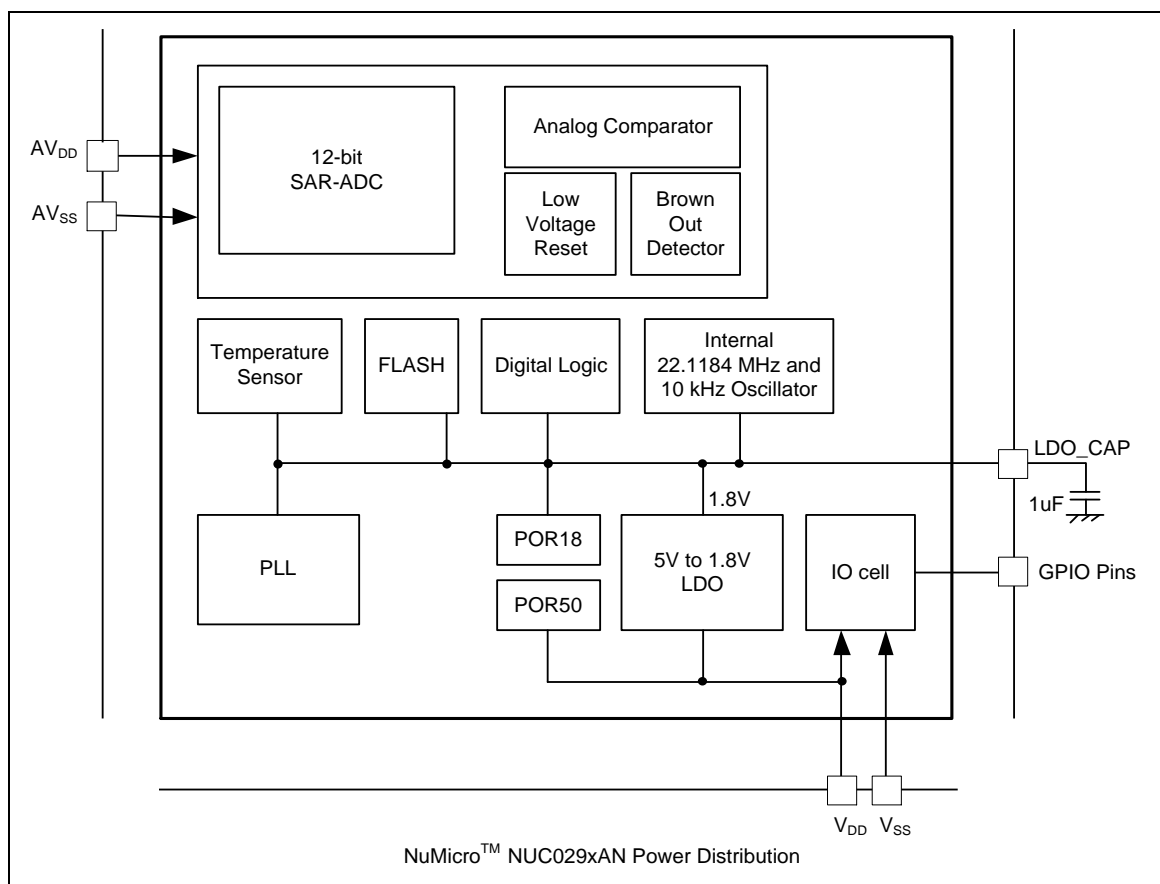 AVDD
AVSS
12-bit
SAR-ADC
Analog Comparator
Low
Voltage
Reset
Brown
Out
Detector
Temperature
Sensor
FLASH
Digital Logic
Internal
22.1184 MHz and
10 kHz Oscillator
LDO_CAP
1uF
1.8V
PLL
POR18
POR50
5V to 1.8V
LDO
IO cell
GPIO Pins
VDD
VSS
NuMicro™ NUC029xAN Power Distribution